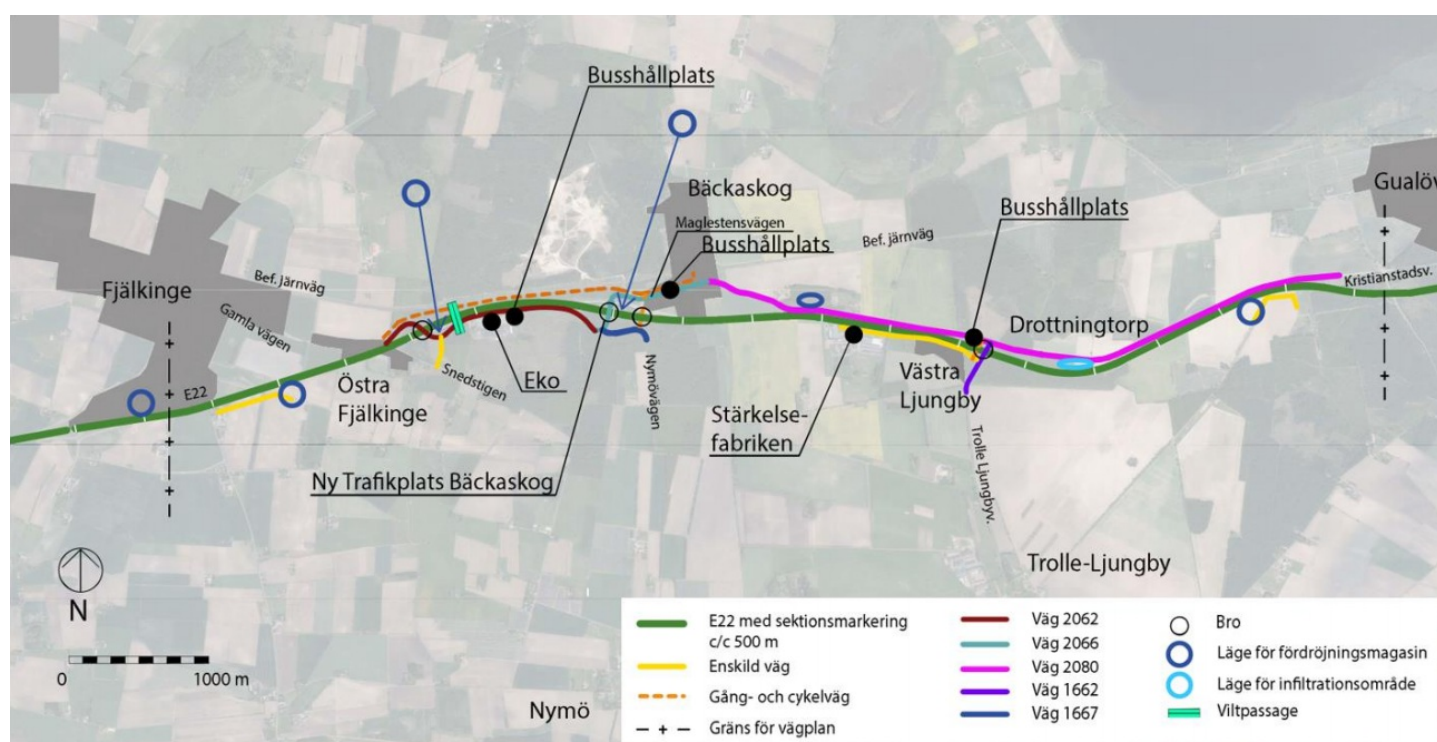 Busshållplats
Bäckaskog
Maglestensvägen
Busshållplats
Bef. järnväg
Busshållplats
Gualöv
Kristianstadsv.
Fjälkinge
Bef. järnväg
Gamla vägen
E22
Östra
Fjälkinge
Snedstigen
Eko
Nymövägen
Ny Trafikplats Bäckaskog
Stärkelse-
fabriken
Västra
Ljungby
Drottningtorp
Trolle Ljungbyv.
Trolle-Ljungby
Nymö
N
0 1000 m
E22 med sektionsmarkering
c/c 500 m
Enskild väg
Gång- och cykelväg
Gräns för vägplan
Väg 2062
Väg 2066
Väg 2080
Väg 1662
Väg 1667
Bro
Läge för fördröjningsmagasin
Läge för infiltrationsområde
Viltpassage